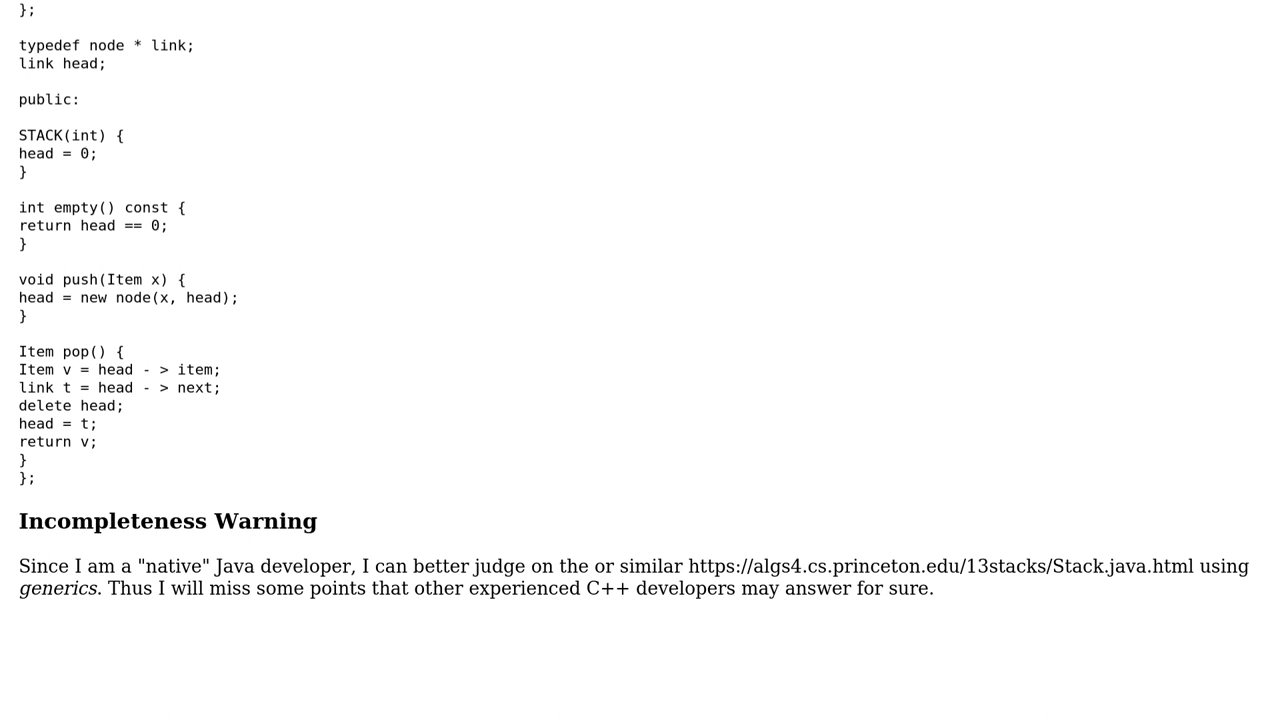 };
typedef node * link;
link head;
public:
STACK(int) {
head = 0;
}
int empty() const {
return head == 0;
}
void push(Item x) {
head = new node(x, head);
}
Item pop() {
Item v = head - > item;
link t = head - > next;
delete head;
head = t;
return v;
}
};
Incompleteness Warning
Since I am a "native" Java developer, I can better judge on the or similar https://algs4.cs.princeton.edu/13stacks/Stack.java.html using
generics. Thus I will miss some points that other experienced C++ developers may answer for sure.